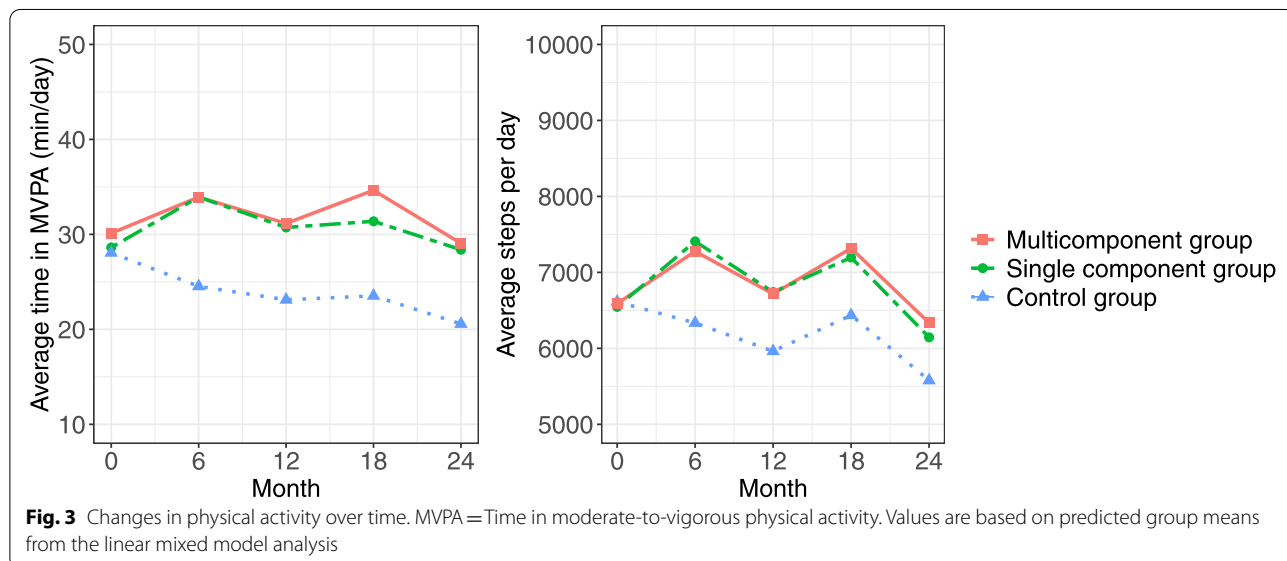 Average time in MVPA (min/day)
50
40
30
20
10
0 6 12 18 24
Month
Average steps per day
10000
9000
8000
7000
6000
5000
0 6 12 18 24
Month
Multicomponent group
Single component group
Control group
Fig. 3 Changes in physical activity over time. MVPA = Time in moderate-to-vigorous physical activity. Values are based on predicted group means
from the linear mixed model analysis